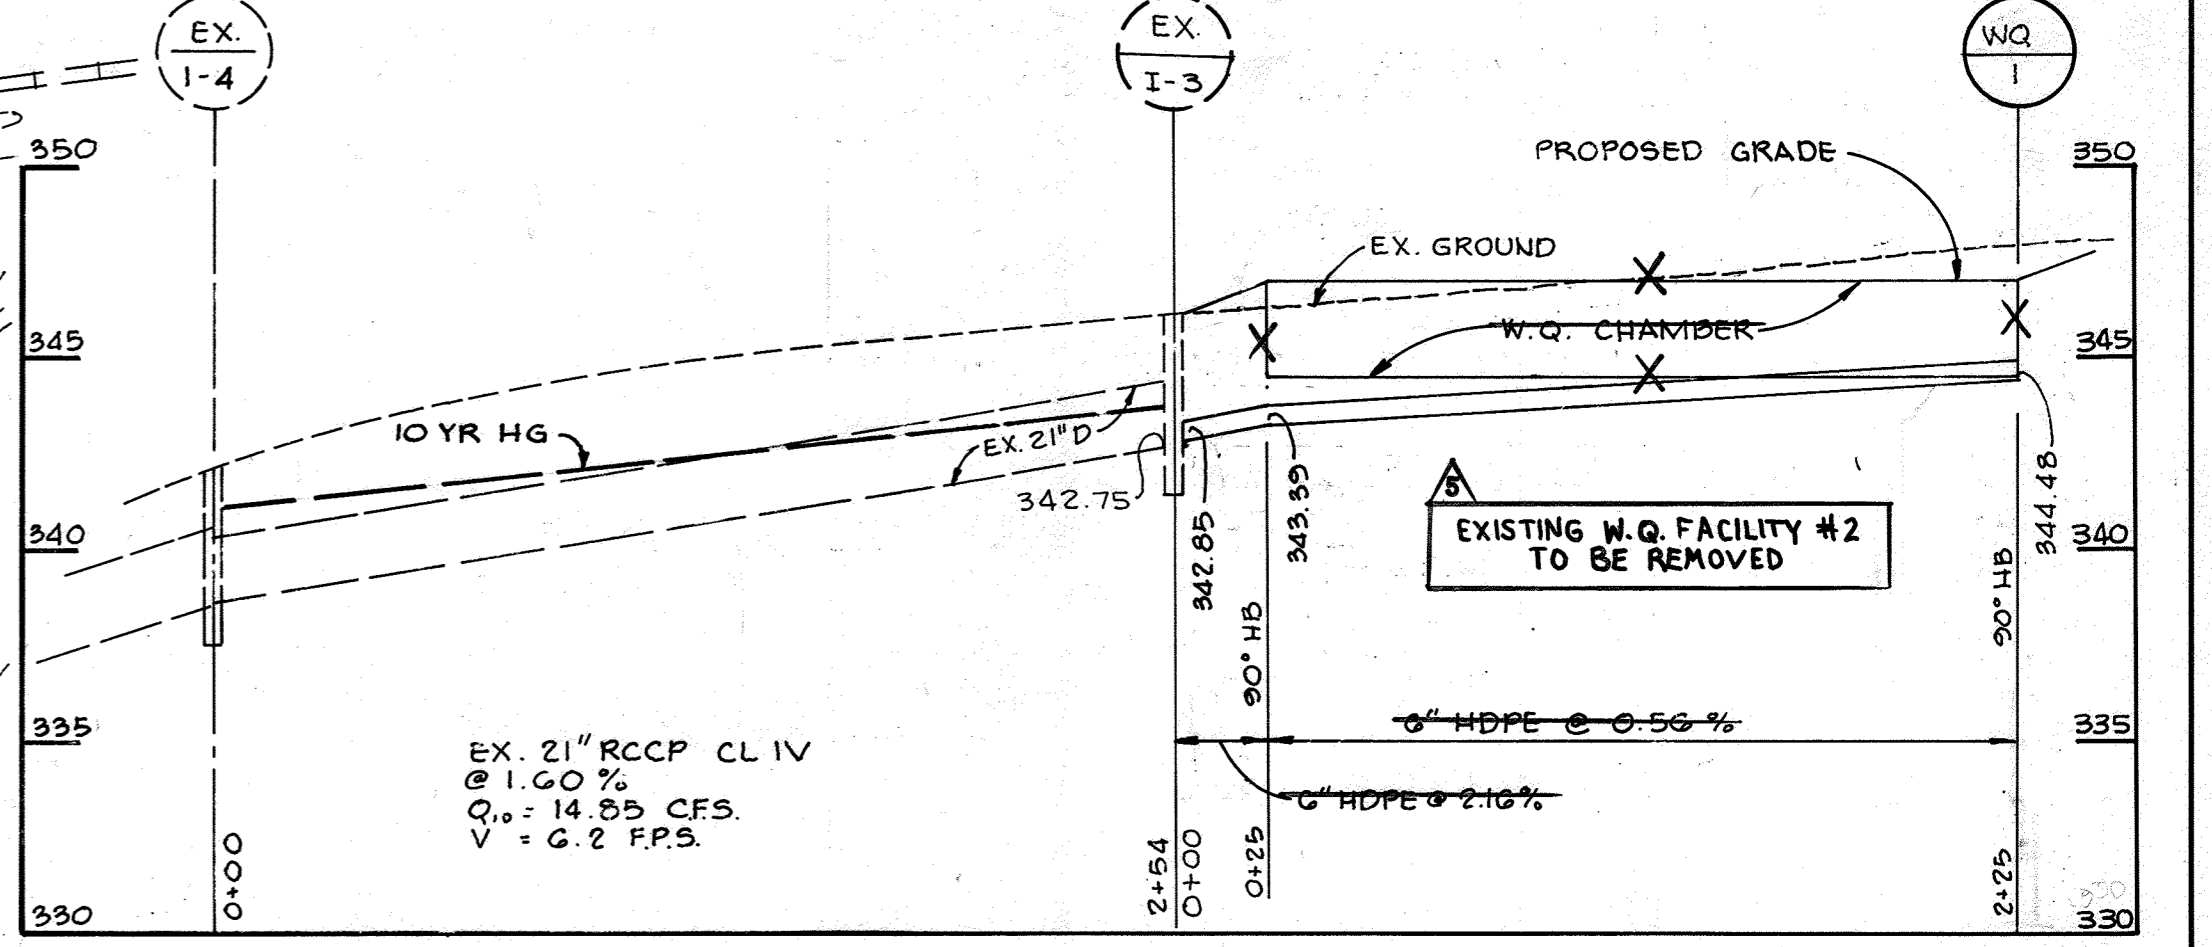 EX.
I-4
EX.
I-3
WQ
1
350
350
PROPOSED GRADE
EX. GROUND
345
W.Q. CHAMBER
345
10 YR HG
EX. 21"D
342.75
342.85
343.39
344.48
5
EXISTING W.Q. FACILITY #2
TO BE REMOVED
340
340
90° HB
90° HB
335
6" HDPE @ 0.56 %
335
EX. 21" RCCP CL IV
@ 1.60 %
Q10 = 14.85 C.F.S.
V = 6.2 F.P.S.
6" HDPE @ 2.16%
0+00
2+54
0+00
0+25
2+25
330
330